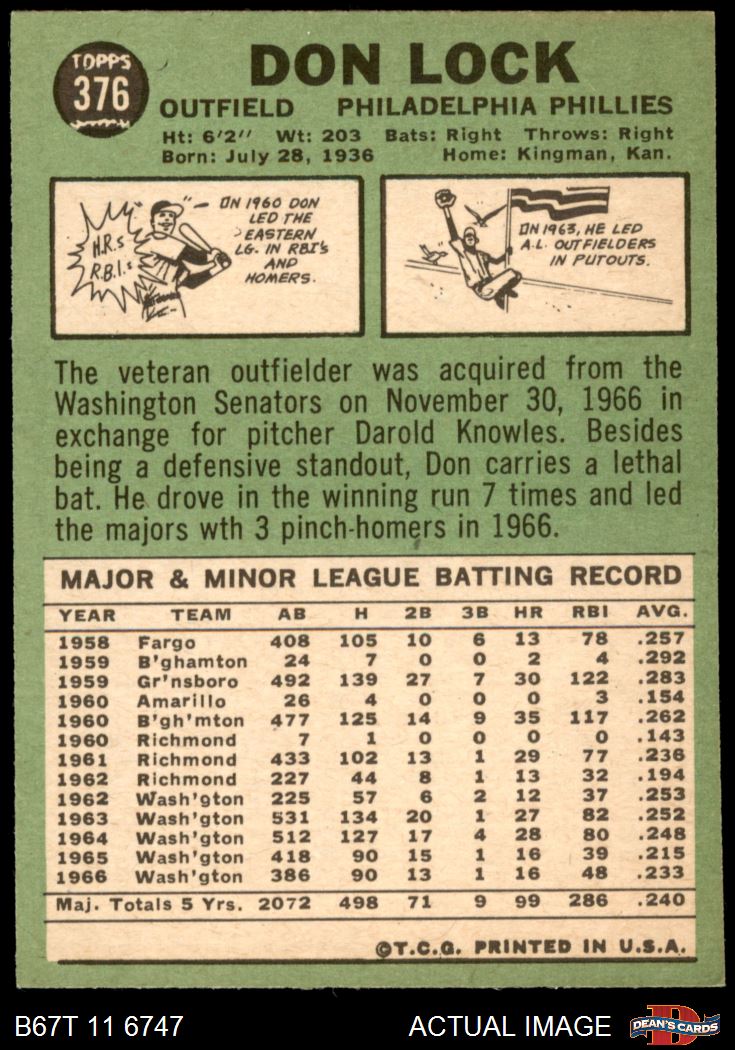 TOPPS
376
DON LOCK
OUTFIELD PHILADELPHIA PHILLIES
Ht: 6'2" Wt: 203 Bats: Right Throws: Right
Born: July 28, 1936 Home: Kingman, Kan.
H.R.s
R.B.I.s
IN 1960 DON
LED THE
EASTERN
LG. IN RBI'S
AND
HOMERS.
IN 1963, HE LED
A.L. OUTFIELDERS
IN PUTOUTS.
The veteran outfielder was acquired from the
Washington Senators on November 30, 1966 in
exchange for pitcher Darold Knowles. Besides
being a defensive standout, Don carries a lethal
bat. He drove in the winning run 7 times and led
the majors wth 3 pinch-homers in 1966.
MAJOR & MINOR LEAGUE BATTING RECORD
YEAR TEAM AB H 2B 3B HR RBI AVG.
1958 Fargo 408 105 10 6 13 78 .257
1959 B'ghamton 24 7 0 0 2 4 .292
1959 Gr'nsboro 492 139 27 7 30 122 .283
1960 Amarillo 26 4 0 0 0 3 .154
1960 B'gh'mton 477 125 14 9 35 117 .262
1960 Richmond 7 1 0 0 0 0 .143
1961 Richmond 433 102 13 1 29 77 .236
1962 Richmond 227 44 8 1 13 32 .194
1962 Wash'gton 225 57 6 2 12 37 .253
1963 Wash'gton 531 134 20 1 27 82 .252
1964 Wash'gton 512 127 17 4 28 80 .248
1965 Wash'gton 418 90 15 1 16 39 .215
1966 Wash'gton 386 90 13 1 16 48 .233
Maj. Totals 5 Yrs. 2072 498 71 9 99 286 .240
©T.C.G. PRINTED IN U.S.A.
B67T 11 6747 ACTUAL IMAGE DEAN'S CARDS